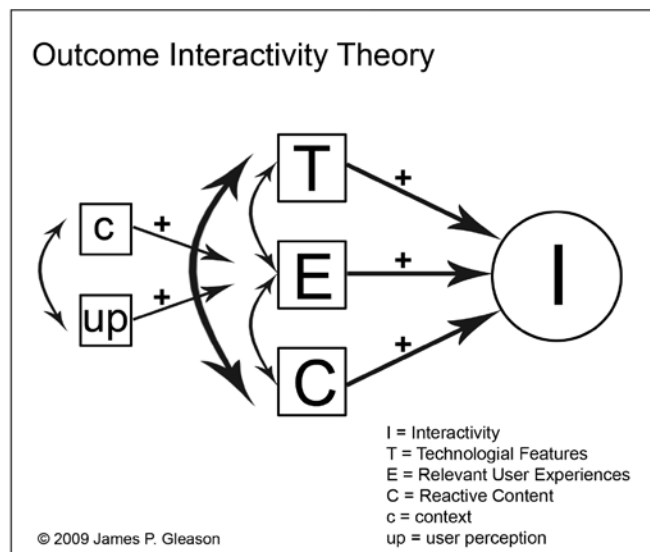 Outcome Interactivity Theory
T
+
c
+
E
+
up
+
C
+
I
I = Interactivity
T = Technologial Features
E = Relevant User Experiences
C = Reactive Content
c = context
up = user perception
© 2009 James P. Gleason